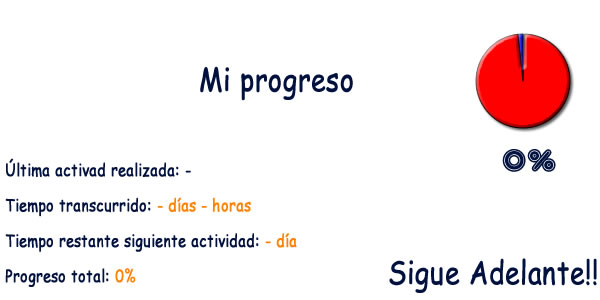 Mi progreso
0%
Última activad realizada: -
Tiempo transcurrido: - días - horas
Tiempo restante siguiente actividad: - día
Progreso total: 0%
Sigue Adelante!!